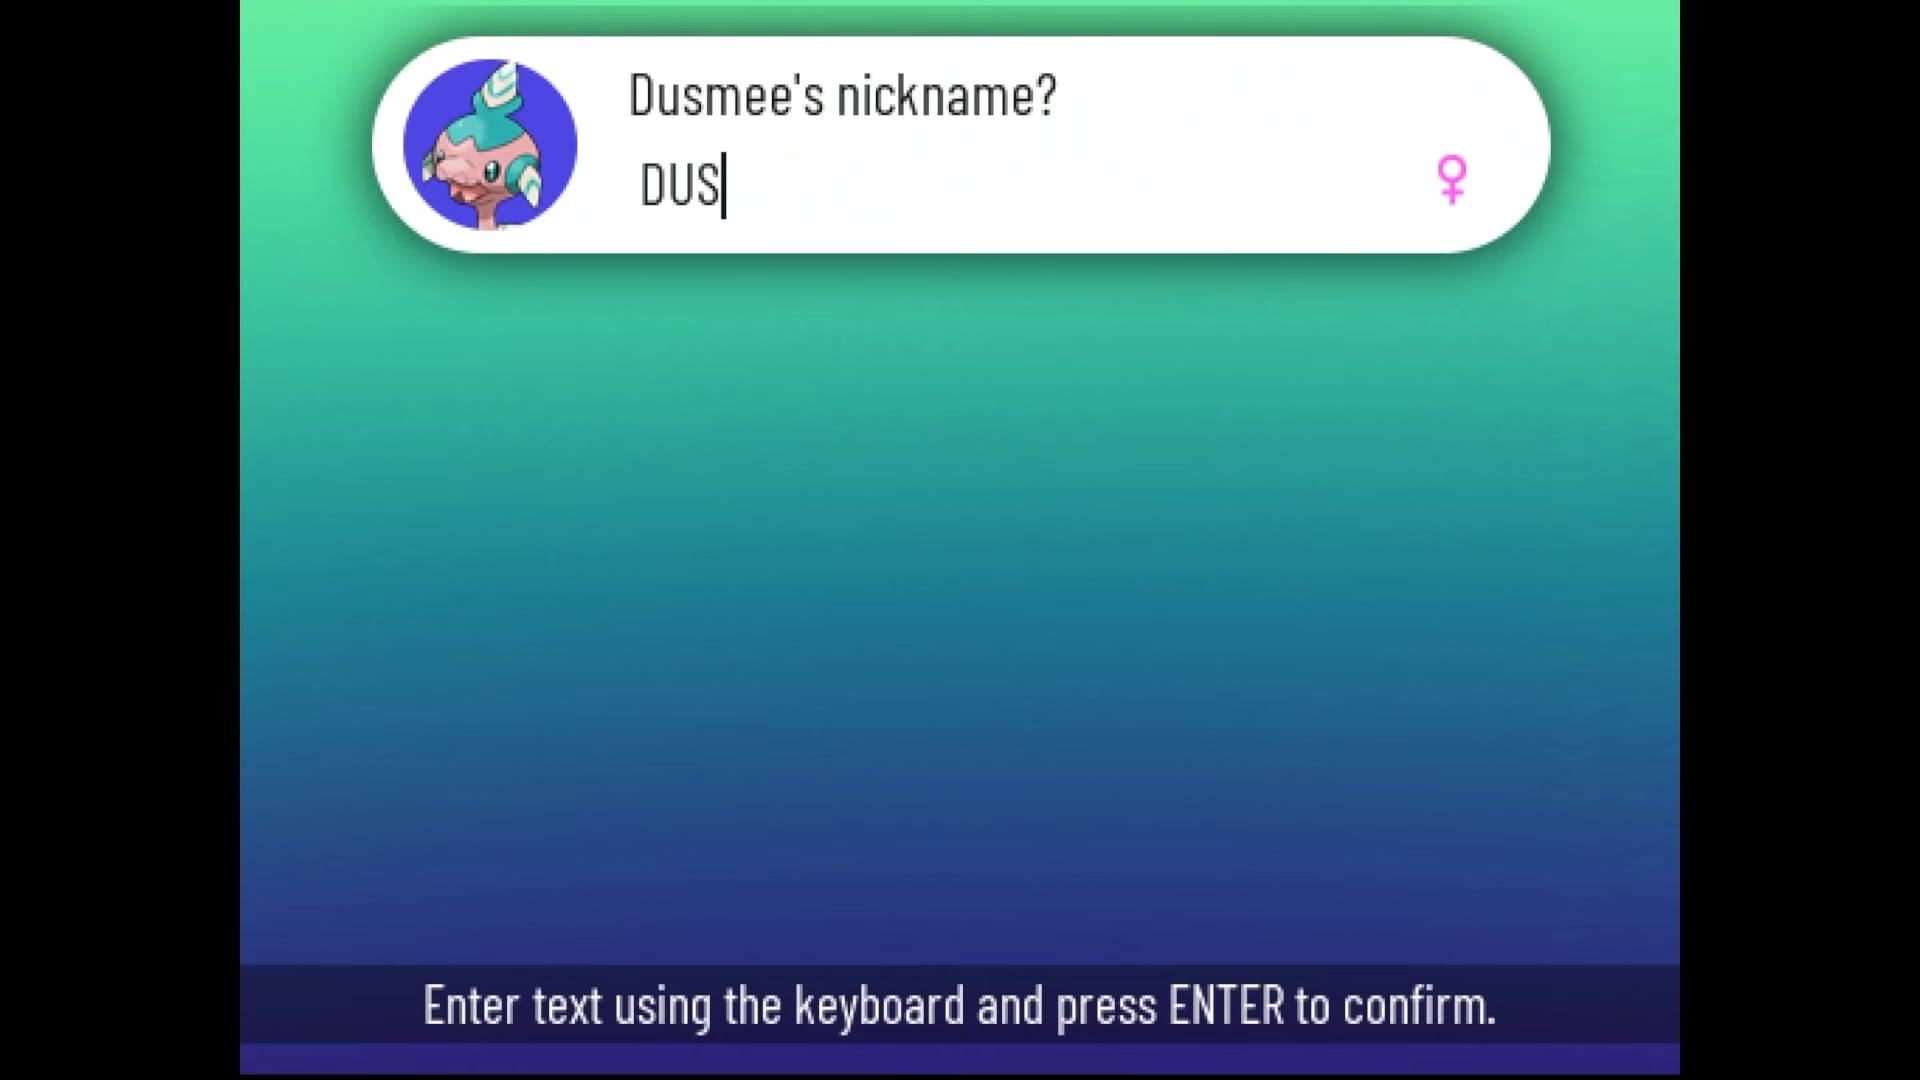 Dusmee's nickname?
DUS
♀
Enter text using the keyboard and press ENTER to confirm.